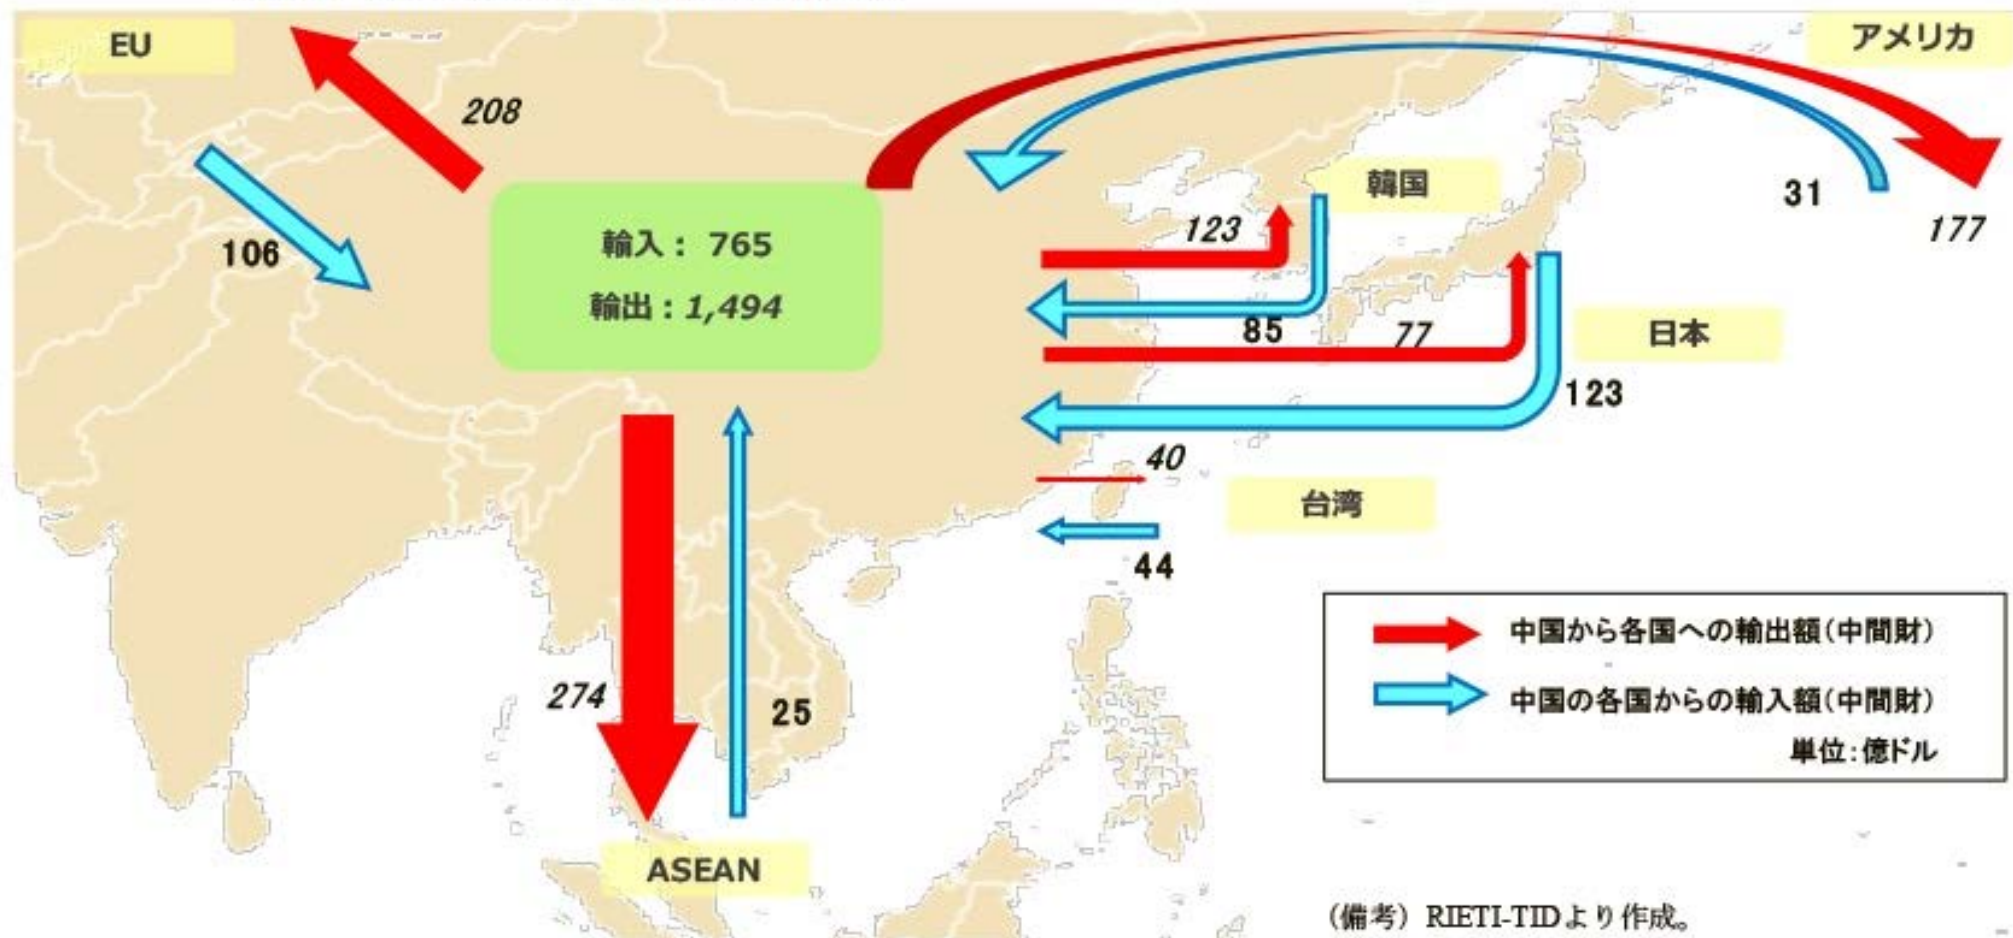 EU
アメリカ
208
韓国
31
123
177
106
輸入： 765
輸出：1,494
85
77
日本
123
40
台湾
44
274
25
中国から各国への輸出額（中間財）
中国の各国からの輸入額（中間財）
単位：億ドル
ASEAN
（備考）RIETI-TIDより作成。